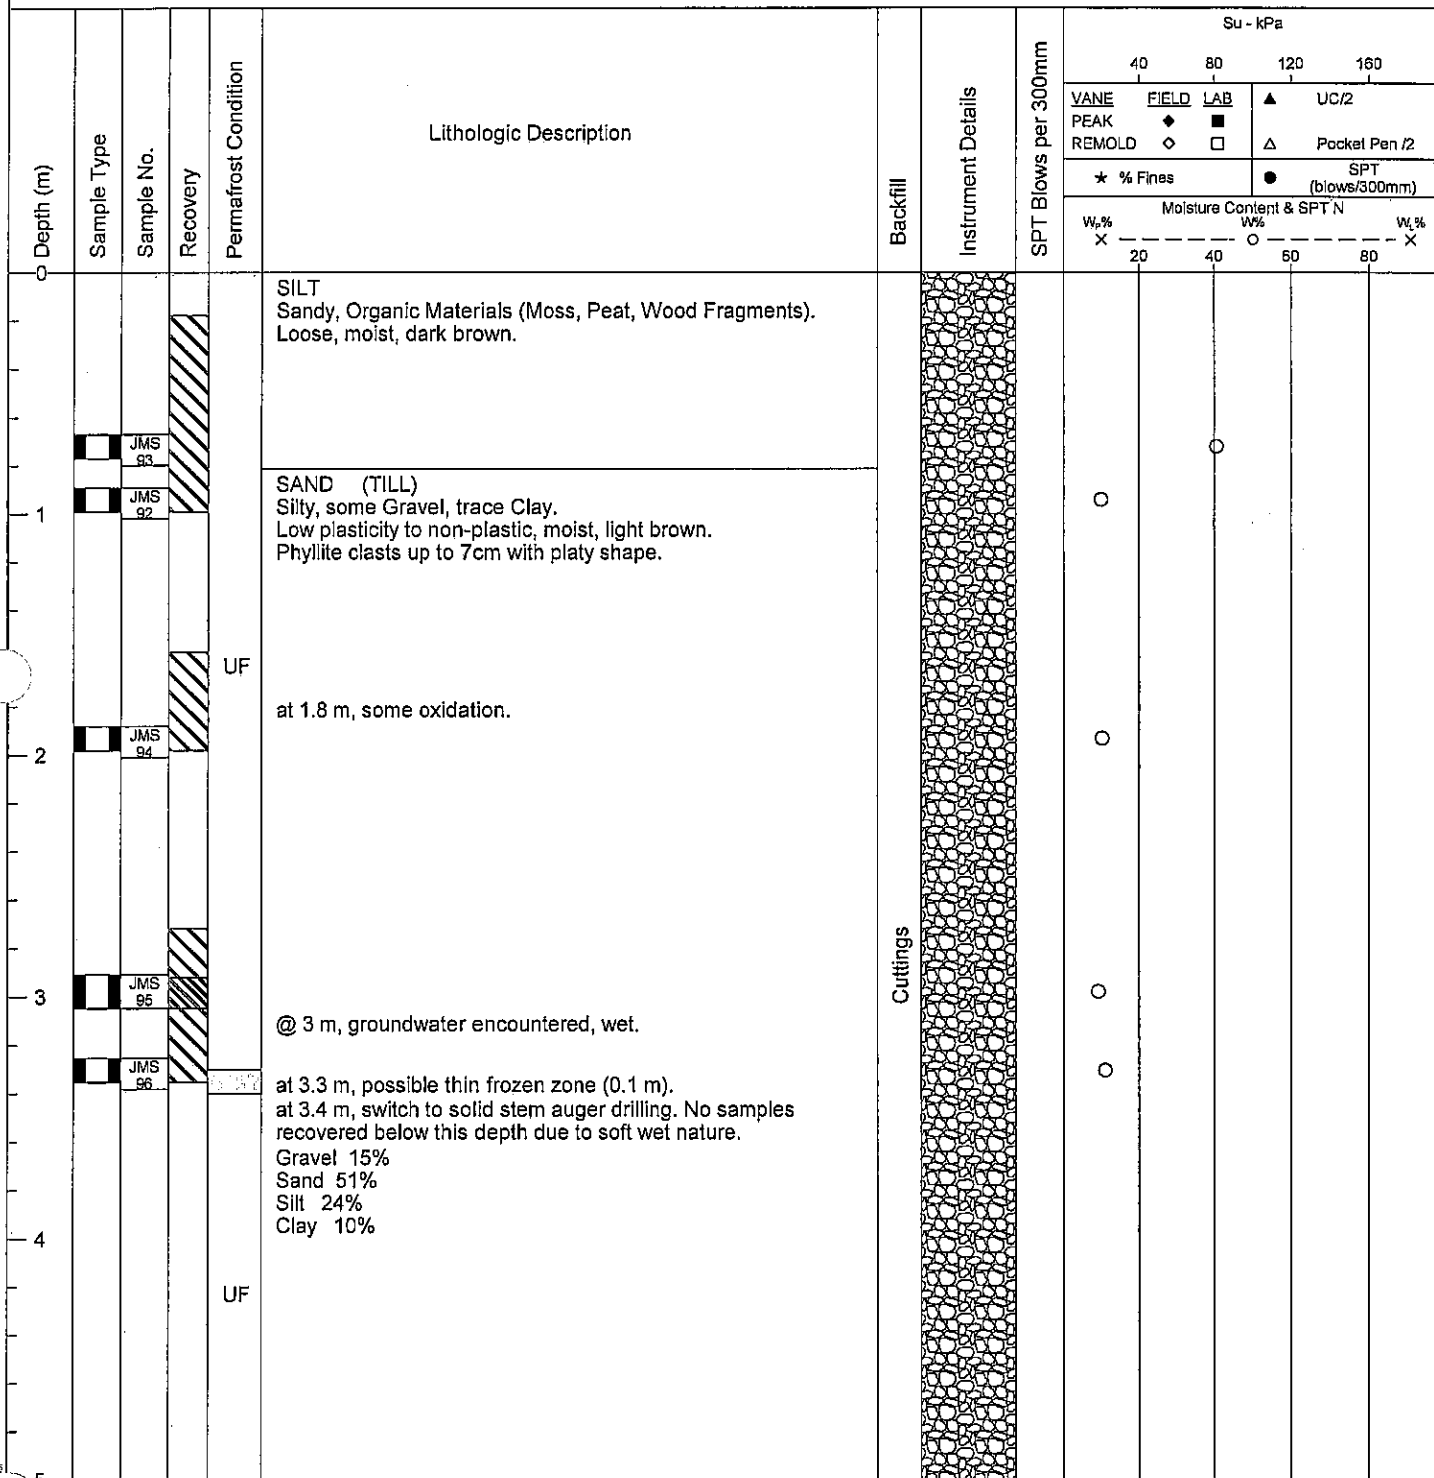 Depth (m)
Sample Type
Sample No.
Recovery
Permafrost Condition
Lithologic Description
Backfill
Instrument Details
SPT Blows per 300mm
Su - kPa
40 80 120 160
VANE FIELD LAB ▲ UC/2
PEAK ◆ ■
REMOLD ◇ □ △ Pocket Pen /2
★ % Fines ● SPT
(blows/300mm)
Moisture Content & SPT N
Wₚ% W% W_L%
20 40 60 80
0
SILT
Sandy, Organic Materials (Moss, Peat, Wood Fragments).
Loose, moist, dark brown.
JMS
93
SAND (TILL)
JMS
92
Silty, some Gravel, trace Clay.
1
Low plasticity to non-plastic, moist, light brown.
Phyllite clasts up to 7cm with platy shape.
UF
at 1.8 m, some oxidation.
JMS
94
2
Cuttings
JMS
95
3
@ 3 m, groundwater encountered, wet.
JMS
96
at 3.3 m, possible thin frozen zone (0.1 m).
at 3.4 m, switch to solid stem auger drilling. No samples
recovered below this depth due to soft wet nature.
Gravel 15%
Sand 51%
Silt 24%
Clay 10%
4
UF
5